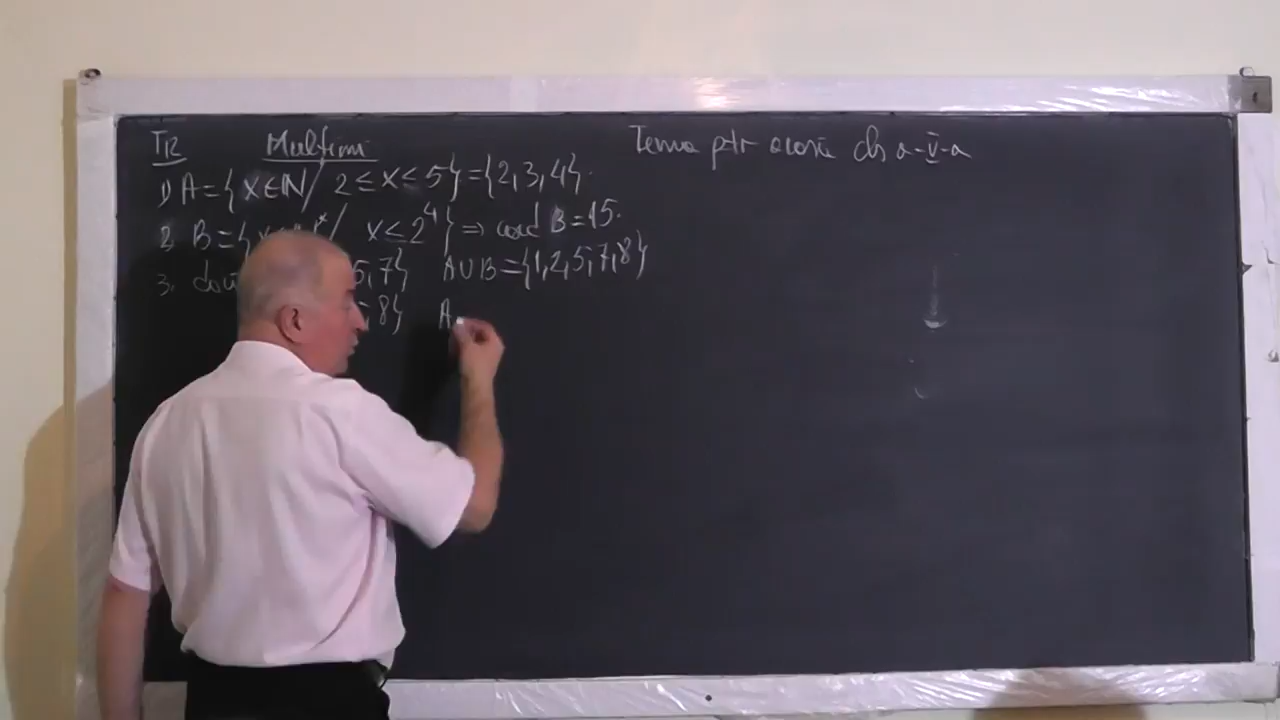 TR Mulțimi Tema ptr acasă cls a-V-a
1) A={x∈ℕ/ 2≤x≤5}={2,3,4}.
2. B={x */ x≤2⁴} ⇒ card B=15.
3. dacă 5,7} A∪B={1,2,5,7,8}
,8} A